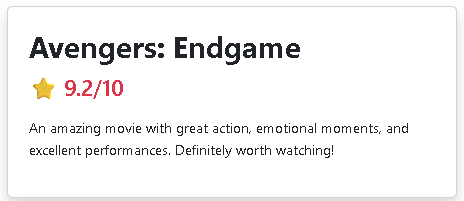 Avengers: Endgame
⭐ 9.2/10
An amazing movie with great action, emotional moments, and
excellent performances. Definitely worth watching!